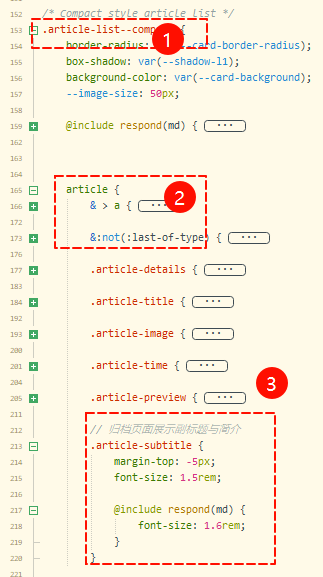 152 /* Compact style article list */
153 .article-list--comp {
154 border-radius: --card-border-radius);
155 box-shadow: var(--shadow-l1);
156 background-color: var(--card-background);
157 --image-size: 50px;
158
159 @include respond(md) { ···
162
163
164
165 article {
166 & > a { ···
172
173 &:not(:last-of-type) { ···
176
177 .article-details { ···
183
184 .article-title { ···
192
193 .article-image { ···
200
201 .article-time { ···
204
205 .article-preview { ···
211
212 // 归档页面展示副标题与简介
213 .article-subtitle {
214 margin-top: -5px;
215 font-size: 1.5rem;
216
217 @include respond(md) {
218 font-size: 1.6rem;
219 }
220 }
221
1
2
3